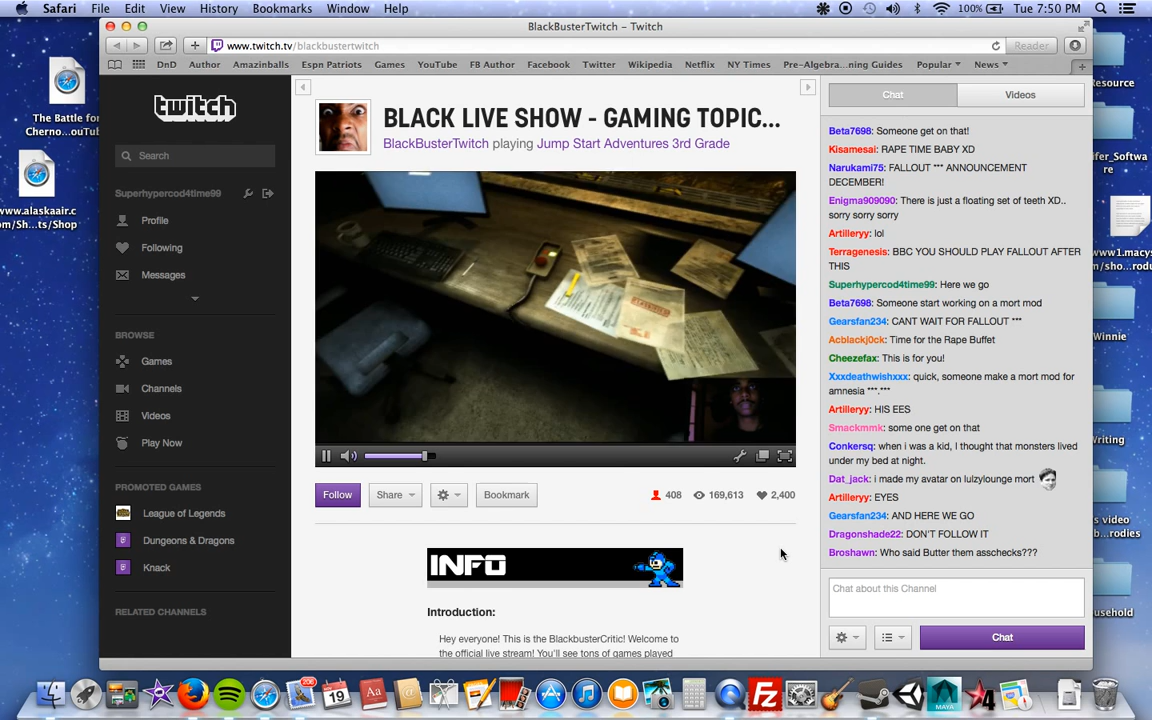 Safari File Edit View History Bookmarks Window Help 100% Tue 7:50 PM
BlackBusterTwitch – Twitch
www.twitch.tv/blackbustertwitch Reader
DnD Author Amazinballs Espn Patriots Games YouTube FB Author Facebook Twitter Wikipedia Netflix NY Times Pre-Algebra...ning Guides Popular News
The Battle for
Cherno...ouTub
www.alaskaair.c
om/Sh...ts/Shop
twitch
Search
Superhypercod4time99
Profile
Following
Messages
BROWSE
Games
Channels
Videos
Play Now
PROMOTED GAMES
League of Legends
Dungeons & Dragons
Knack
RELATED CHANNELS
BLACK LIVE SHOW - GAMING TOPIC...
BlackBusterTwitch playing Jump Start Adventures 3rd Grade
Follow Share Bookmark 408 169,613 2,400
INFO
Introduction:
Hey everyone! This is the BlackbusterCritic! Welcome to
the official live stream! You'll see tons of games played
Chat Videos
Beta7698: Someone get on that!
Kisamesai: RAPE TIME BABY XD
Narukami75: FALLOUT *** ANNOUNCEMENT
DECEMBER!
Enigma909090: There is just a floating set of teeth XD..
sorry sorry sorry
Artilleryy: lol
Terragenesis: BBC YOU SHOULD PLAY FALLOUT AFTER
THIS
Superhypercod4time99: Here we go
Beta7698: Someone start working on a mort mod
Gearsfan234: CANT WAIT FOR FALLOUT ***
Acblackj0ck: Time for the Rape Buffet
Cheezefax: This is for you!
Xxxdeathwishxxx: quick, someone make a mort mod for
amnesia ***.***
Artilleryy: HIS EES
Smackmmk: some one get on that
Conkersq: when i was a kid, I thought that monsters lived
under my bed at night.
Dat_jack: i made my avatar on lulzylounge mort
Artilleryy: EYES
Gearsfan234: AND HERE WE GO
Dragonshade22: DON'T FOLLOW IT
Broshawn: Who said Butter them asschecks???
Chat about this Channel
Chat
Resource
ifer_Softwa
re
www1.macys
Winnie
Writing
s video
rodies
usehold
206
19